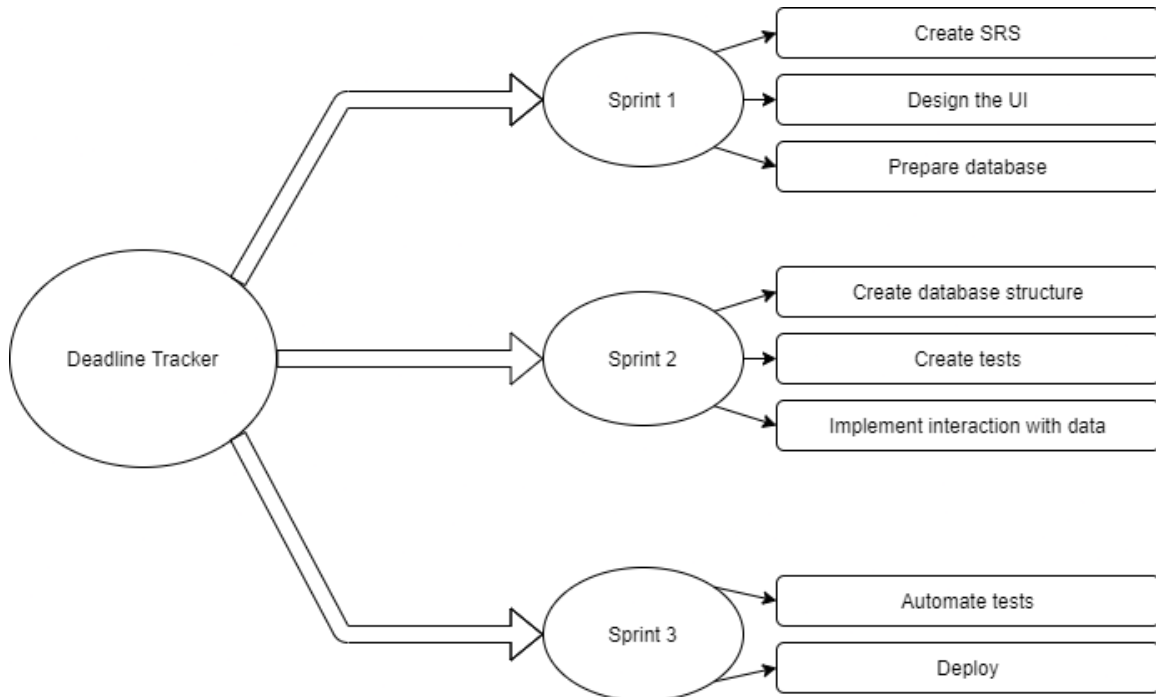 Deadline Tracker
Sprint 1
Create SRS
Design the UI
Prepare database
Sprint 2
Create database structure
Create tests
Implement interaction with data
Sprint 3
Automate tests
Deploy